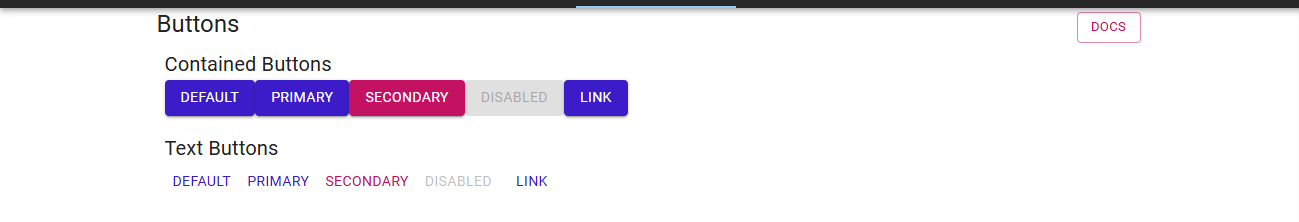 Buttons DOCS
Contained Buttons
DEFAULT PRIMARY SECONDARY DISABLED LINK
Text Buttons
DEFAULT PRIMARY SECONDARY DISABLED LINK